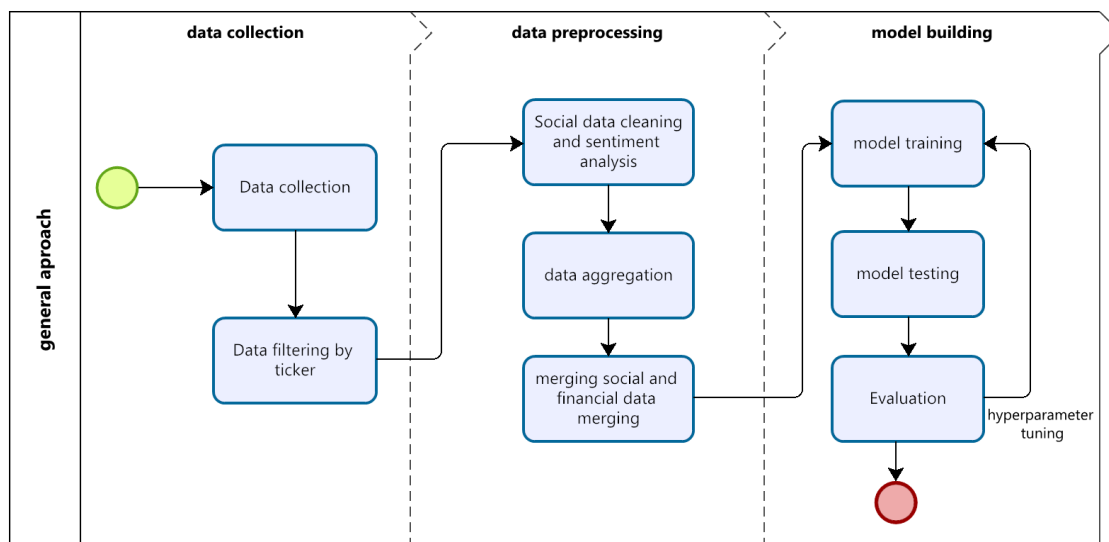 general aproach
data collection
data preprocessing
model building
Data collection
Data filtering by
ticker
Social data cleaning
and sentiment
analysis
data aggregation
merging social and
financial data
merging
model training
model testing
Evaluation
hyperparameter
tuning